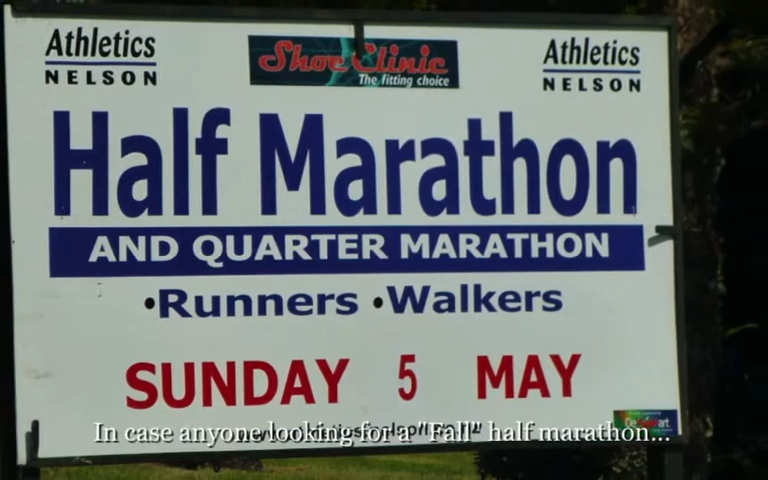 Athletics
NELSON
Shoe Clinic
The fitting choice
Athletics
NELSON
Half Marathon
AND QUARTER MARATHON
•Runners •Walkers
SUNDAY 5 MAY
In case anyone looking for a "Fall" half marathon...